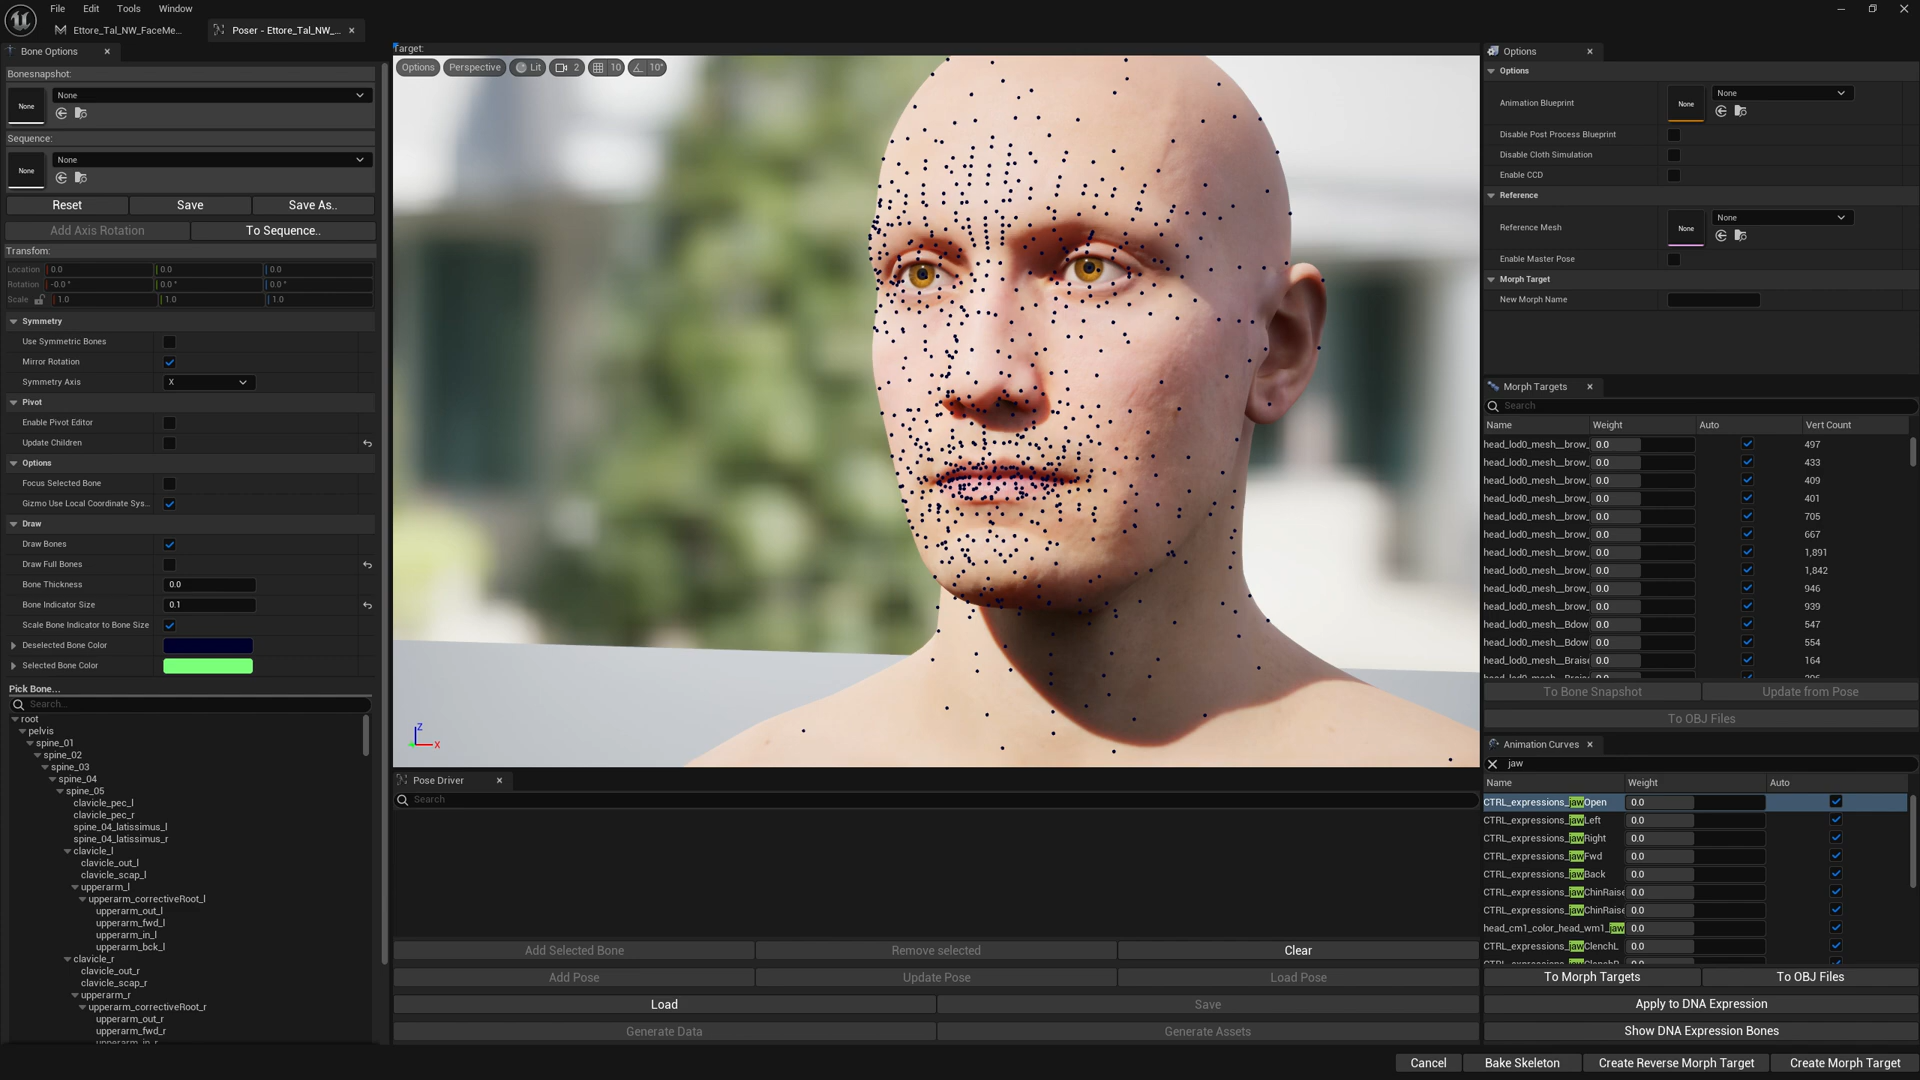 File Edit Tools Window
Ettore_Tal_NW_FaceMe...
Poser - Ettore_Tal_NW_...
Bone Options
Bonesnapshot:
None
None
Sequence:
None
None
Reset Save Save As..
Add Axis Rotation To Sequence..
Transform:
Location 0.0 0.0 0.0
Rotation -0.0 ° 0.0 ° 0.0 °
Scale 1.0 1.0 1.0
Symmetry
Use Symmetric Bones
Mirror Rotation
Symmetry Axis X
Pivot
Enable Pivot Editor
Update Children
Options
Focus Selected Bone
Gizmo Use Local Coordinate Sys...
Draw
Draw Bones
Draw Full Bones
Bone Thickness 0.0
Bone Indicator Size 0.1
Scale Bone Indicator to Bone Size
Deselected Bone Color
Selected Bone Color
Pick Bone...
Search...
root
pelvis
spine_01
spine_02
spine_03
spine_04
spine_05
clavicle_pec_l
clavicle_pec_r
spine_04_latissimus_l
spine_04_latissimus_r
clavicle_l
clavicle_out_l
clavicle_scap_l
upperarm_l
upperarm_correctiveRoot_l
upperarm_out_l
upperarm_fwd_l
upperarm_in_l
upperarm_bck_l
clavicle_r
clavicle_out_r
clavicle_scap_r
upperarm_r
upperarm_correctiveRoot_r
upperarm_out_r
upperarm_fwd_r
upperarm_in_r
Target:
Options Perspective Lit 2 10 10°
Z
X
Pose Driver
Search
Add Selected Bone Remove selected Clear
Add Pose Update Pose Load Pose
Load Save
Generate Data Generate Assets
Options
Options
Animation Blueprint None None
Disable Post Process Blueprint
Disable Cloth Simulation
Enable CCD
Reference
Reference Mesh None None
Enable Master Pose
Morph Target
New Morph Name
Morph Targets
Search
Name Weight Auto Vert Count
head_lod0_mesh__brow_ 0.0 497
head_lod0_mesh__brow_ 0.0 433
head_lod0_mesh__brow_ 0.0 409
head_lod0_mesh__brow_ 0.0 401
head_lod0_mesh__brow_ 0.0 705
head_lod0_mesh__brow_ 0.0 667
head_lod0_mesh__brow_ 0.0 1,891
head_lod0_mesh__brow_ 0.0 1,842
head_lod0_mesh__brow_ 0.0 946
head_lod0_mesh__brow_ 0.0 939
head_lod0_mesh__Bdow 0.0 547
head_lod0_mesh__Bdow 0.0 554
head_lod0_mesh__Braise 0.0 164
To Bone Snapshot Update from Pose
To OBJ Files
Animation Curves
jaw
Name Weight Auto
CTRL_expressions_jawOpen 0.0
CTRL_expressions_jawLeft 0.0
CTRL_expressions_jawRight 0.0
CTRL_expressions_jawFwd 0.0
CTRL_expressions_jawBack 0.0
CTRL_expressions_jawChinRaise 0.0
CTRL_expressions_jawChinRaise 0.0
head_cm1_color_head_wm1_jaw 0.0
CTRL_expressions_jawClenchL 0.0
To Morph Targets To OBJ Files
Apply to DNA Expression
Show DNA Expression Bones
Cancel Bake Skeleton Create Reverse Morph Target Create Morph Target